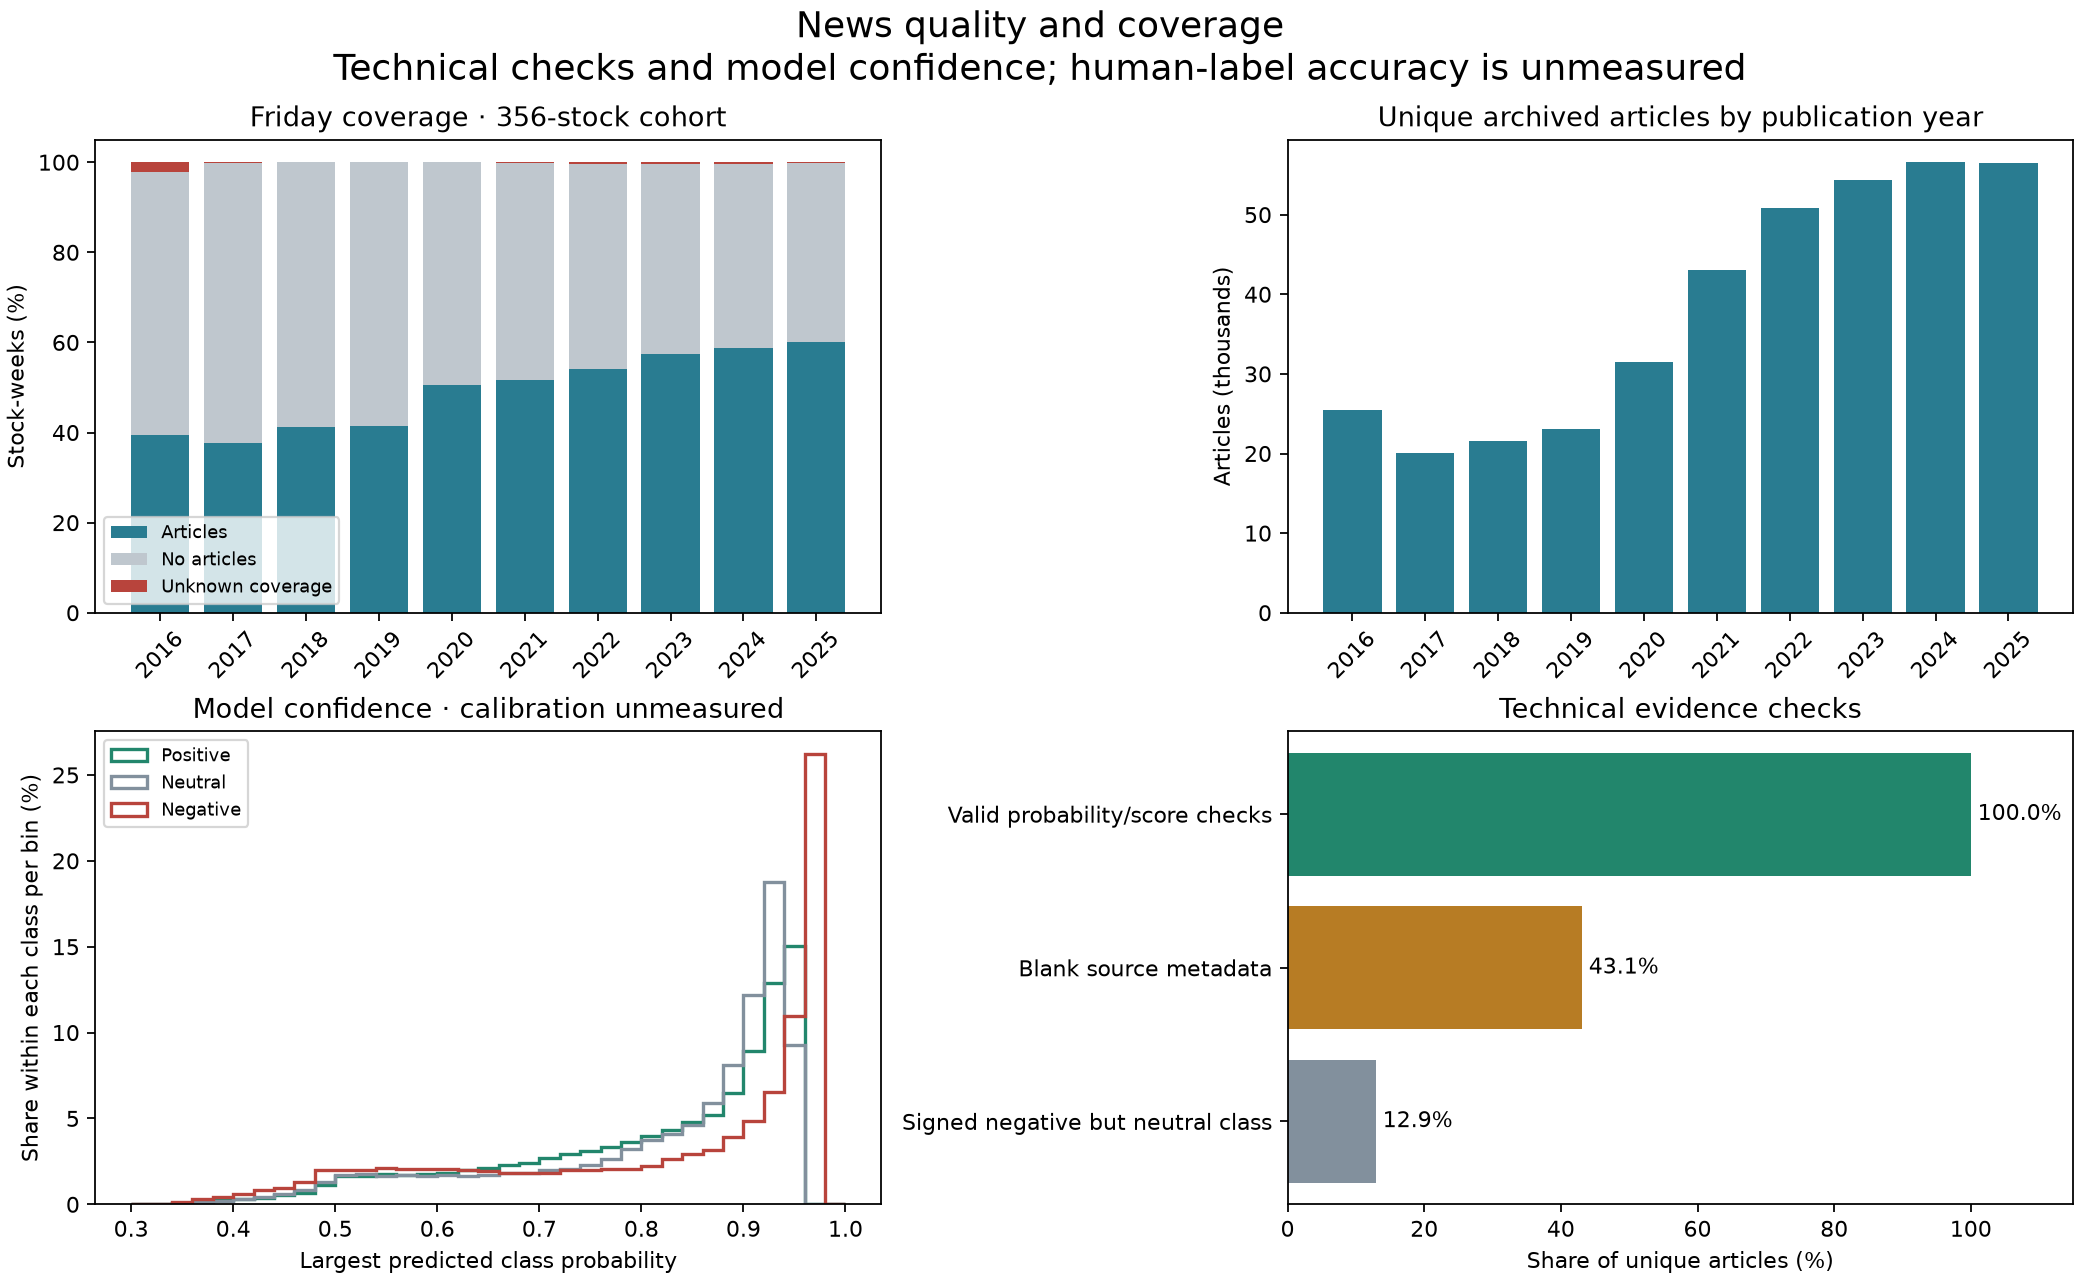 News quality and coverage
Technical checks and model confidence; human-label accuracy is unmeasured
Friday coverage · 356-stock cohort
Stock-weeks (%)
100
80
60
40
20
0
Articles
No articles
Unknown coverage
2016
2017
2018
2019
2020
2021
2022
2023
2024
2025
Unique archived articles by publication year
Articles (thousands)
50
40
30
20
10
0
2016
2017
2018
2019
2020
2021
2022
2023
2024
2025
Model confidence · calibration unmeasured
Share within each class per bin (%)
25
20
15
10
5
0
Positive
Neutral
Negative
0.3
0.4
0.5
0.6
0.7
0.8
0.9
1.0
Largest predicted class probability
Technical evidence checks
Valid probability/score checks
100.0%
Blank source metadata
43.1%
Signed negative but neutral class
12.9%
0
20
40
60
80
100
Share of unique articles (%)